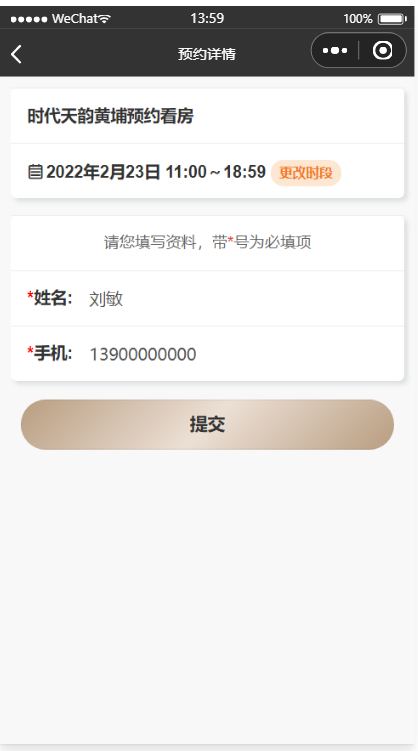 ●●●●● WeChat 13:59 100%
预约详情
时代天韵黄埔预约看房
2022年2月23日 11:00～18:59 更改时段
请您填写资料，带*号为必填项
*姓名: 刘敏
*手机: 13900000000
提交